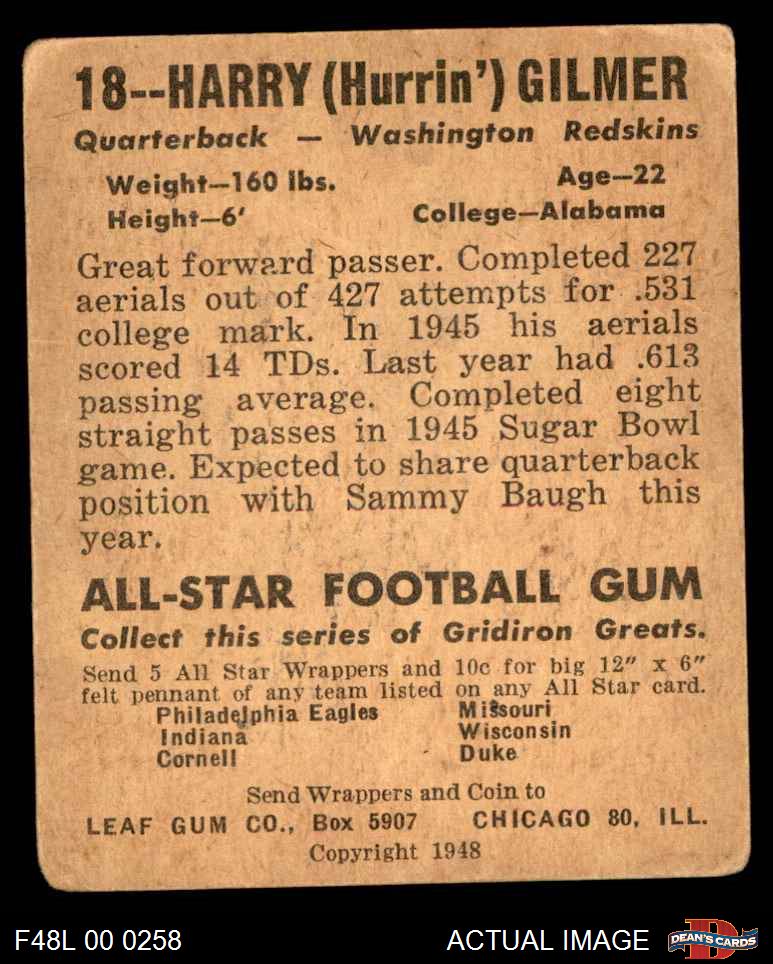 18--HARRY (Hurrin') GILMER
Quarterback — Washington Redskins
Weight—160 lbs. Age—22
Height—6' College—Alabama
Great forward passer. Completed 227
aerials out of 427 attempts for .531
college mark. In 1945 his aerials
scored 14 TDs. Last year had .613
passing average. Completed eight
straight passes in 1945 Sugar Bowl
game. Expected to share quarterback
position with Sammy Baugh this
year.
ALL-STAR FOOTBALL GUM
Collect this series of Gridiron Greats.
Send 5 All Star Wrappers and 10c for big 12" x 6"
felt pennant of any team listed on any All Star card.
Philadelphia Eagles Missouri
Indiana Wisconsin
Cornell Duke
Send Wrappers and Coin to
LEAF GUM CO., Box 5907 CHICAGO 80, ILL.
Copyright 1948
F48L 00 0258 ACTUAL IMAGE DEAN'S CARDS